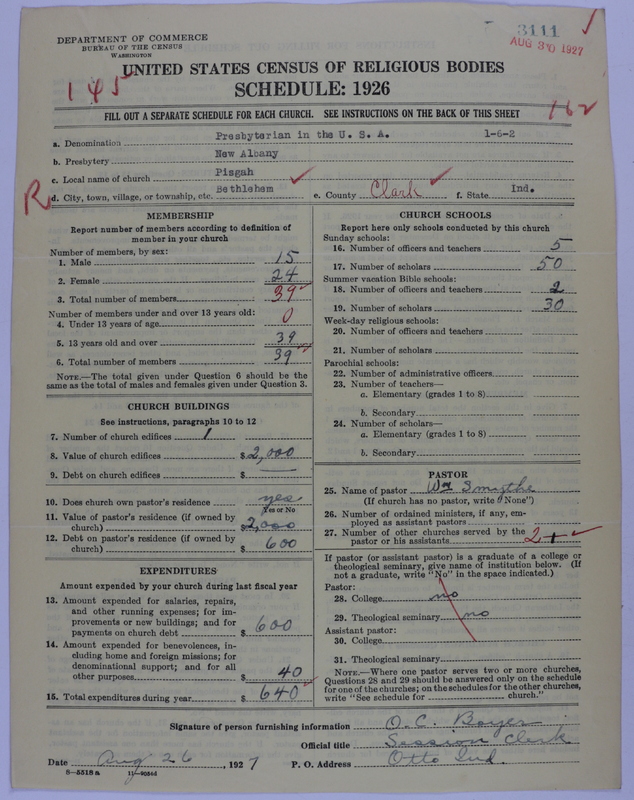 3111
AUG 30 1927
DEPARTMENT OF COMMERCE
BUREAU OF THE CENSUS
WASHINGTON
UNITED STATES CENSUS OF RELIGIOUS BODIES
145
SCHEDULE: 1926
162
FILL OUT A SEPARATE SCHEDULE FOR EACH CHURCH. SEE INSTRUCTIONS ON THE BACK OF THIS SHEET
a. Denomination Presbyterian in the U. S. A. 1-6-2
b. Presbytery New Albany
c. Local name of church Pisgah
R
d. City, town, village, or township, etc. Bethlehem e. County Clark f. State Ind.
MEMBERSHIP
Report number of members according to definition of
member in your church
Number of members, by sex:
1. Male 15
2. Female 24
3. Total number of members 39
Number of members under and over 13 years old:
4. Under 13 years of age 0
5. 13 years old and over 39
6. Total number of members 39
NOTE.—The total given under Question 6 should be the
same as the total of males and females given under Question 3.
CHURCH BUILDINGS
See instructions, paragraphs 10 to 12
7. Number of church edifices 1
8. Value of church edifices $ 2,000
9. Debt on church edifices $ —
10. Does church own pastor's residence yes
Yes or No
11. Value of pastor's residence (if owned by
church) $ 2,000
12. Debt on pastor's residence (if owned by
church) $ 600
EXPENDITURES
Amount expended by your church during last fiscal year
13. Amount expended for salaries, repairs,
and other running expenses; for im-
provements or new buildings; and for
payments on church debt $ 600
14. Amount expended for benevolences, in-
cluding home and foreign missions; for
denominational support; and for all
other purposes $ 40
15. Total expenditures during year $ 640
CHURCH SCHOOLS
Report here only schools conducted by this church
Sunday schools:
16. Number of officers and teachers 5
17. Number of scholars 50
Summer vacation Bible schools:
18. Number of officers and teachers 2
19. Number of scholars 30
Week-day religious schools:
20. Number of officers and teachers
21. Number of scholars
Parochial schools:
22. Number of administrative officers
23. Number of teachers—
a. Elementary (grades 1 to 8)
b. Secondary
24. Number of scholars—
a. Elementary (grades 1 to 8)
b. Secondary
PASTOR
25. Name of pastor Wm Smythe
(If church has no pastor, write "None")
26. Number of ordained ministers, if any, em-
ployed as assistant pastors
27. Number of other churches served by the
pastor or his assistants 2
If pastor (or assistant pastor) is a graduate of a college or
theological seminary, give name of institution below. (If
not a graduate, write "No" in the space indicated.)
Pastor:
28. College no
29. Theological seminary no
Assistant pastor:
30. College
31. Theological seminary
NOTE.—Where one pastor serves two or more churches,
Questions 28 and 29 should be answered only on the schedule
for one of the churches; on the schedules for the other churches,
write "See schedule for church."
Signature of person furnishing information O. C. Boyer
Official title Session Clerk
Date Aug 26, 1927 P. O. Address Otto Ind.
8-5518 a